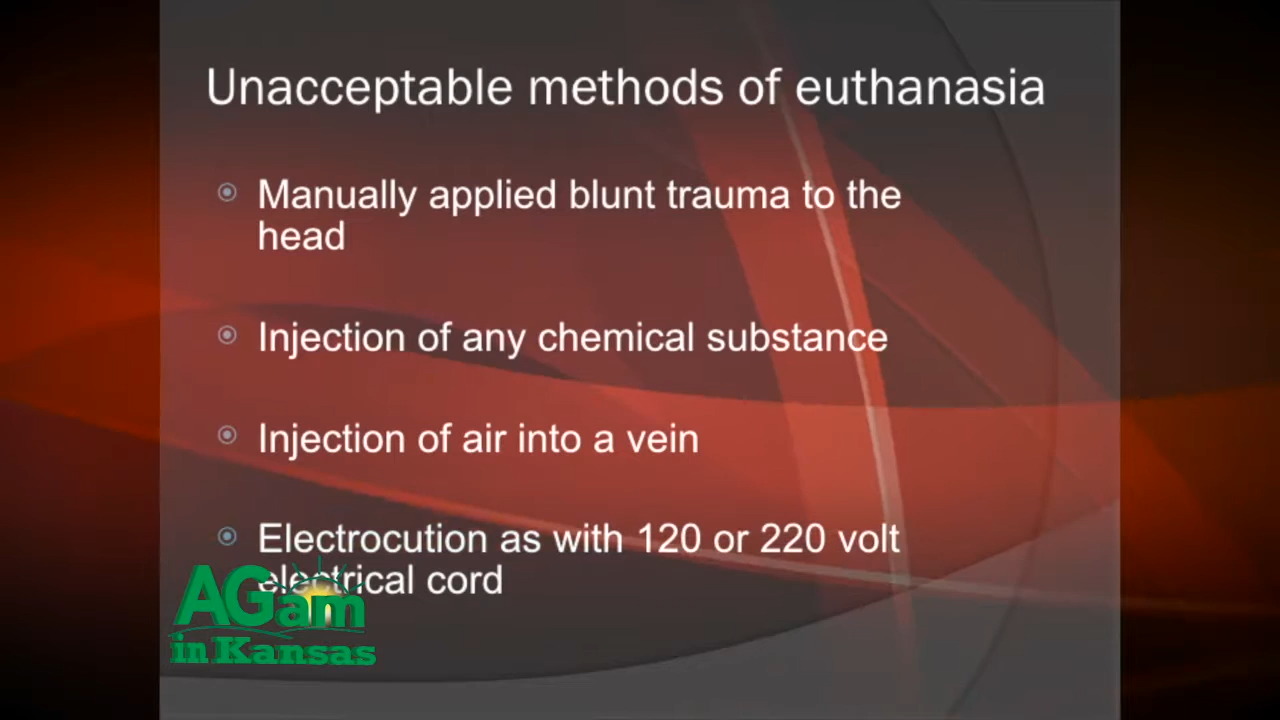 Unacceptable methods of euthanasia
Manually applied blunt trauma to the
head
Injection of any chemical substance
Injection of air into a vein
Electrocution as with 120 or 220 volt
electrical cord
AGam
in Kansas